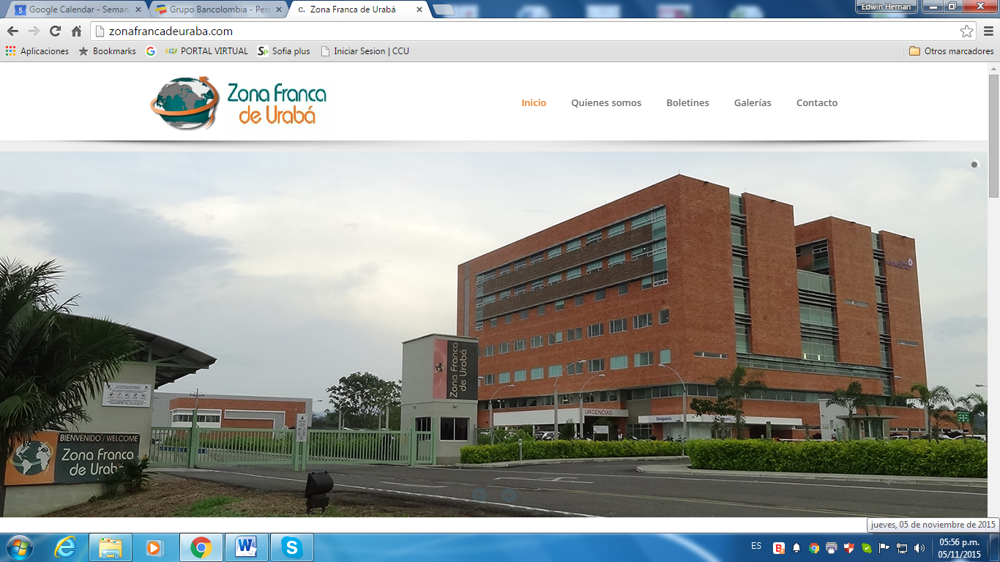 Google Calendar - Seman
Grupo Bancolombia - Pers
Zona Franca de Urabá
Edwin Hernan
zonafrancadeuraba.com
Aplicaciones
Bookmarks
PORTAL VIRTUAL
Sofia plus
Iniciar Sesion | CCU
Otros marcadores
Zona Franca
de Urabá
Inicio
Quienes somos
Boletines
Galerías
Contacto
Zona Franca
de Urabá
URGENCIAS
Droguería
BIENVENIDO / WELCOME
Zona Franca
de Urabá
jueves, 05 de noviembre de 2015
ES
05:56 p.m.
05/11/2015